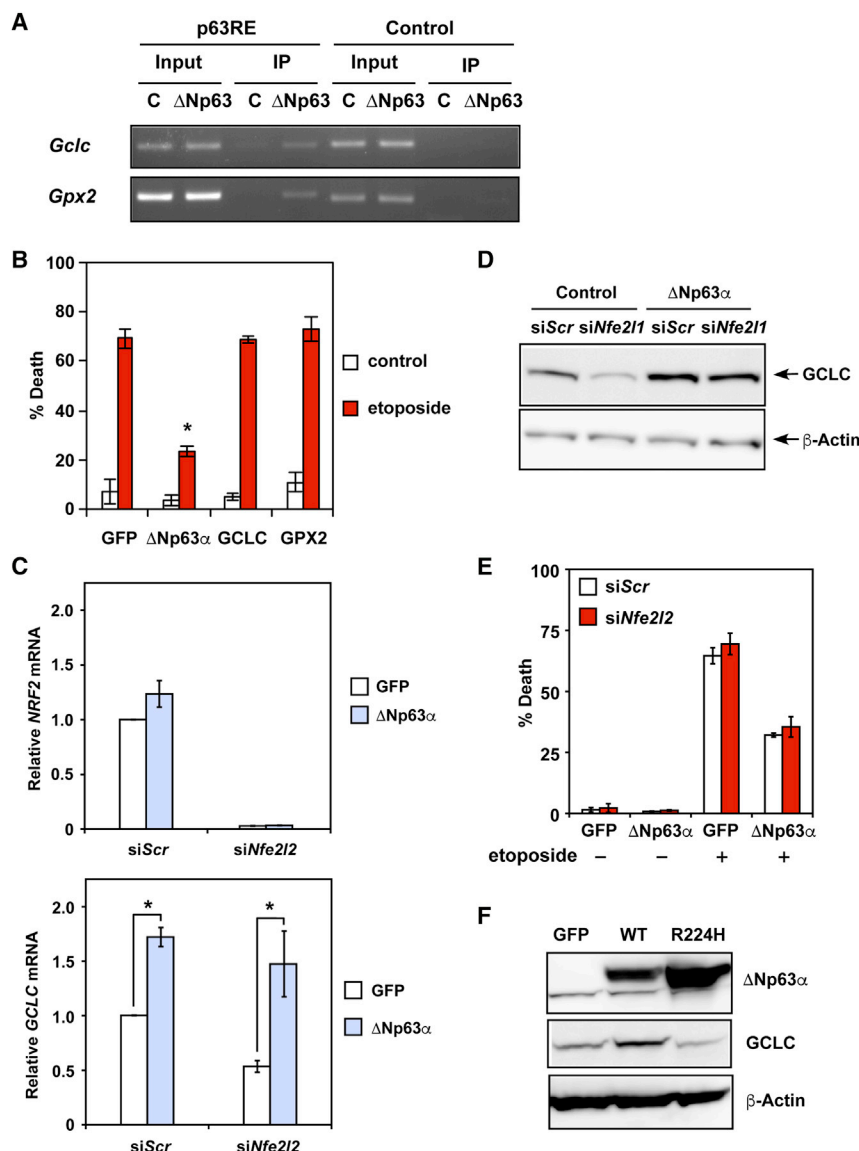 A
p63RE Control
Input IP Input IP
C ΔNp63 C ΔNp63 C ΔNp63 C ΔNp63
Gclc
Gpx2
B
100
80
60
40
20
0
% Death
*
control
etoposide
GFP ΔNp63α GCLC GPX2
C
2.0
1.5
1.0
0.5
0
Relative NRF2 mRNA
GFP
ΔNp63α
siScr siNfe2l2
2.0
1.5
1.0
0.5
0
Relative GCLC mRNA
* *
GFP
ΔNp63α
siScr siNfe2l2
D
Control ΔNp63α
siScr siNfe2l1 siScr siNfe2l1
GCLC
β-Actin
E
100
75
50
25
0
% Death
siScr
siNfe2l2
GFP ΔNp63α GFP ΔNp63α
etoposide – – + +
F
GFP WT R224H
ΔNp63α
GCLC
β-Actin